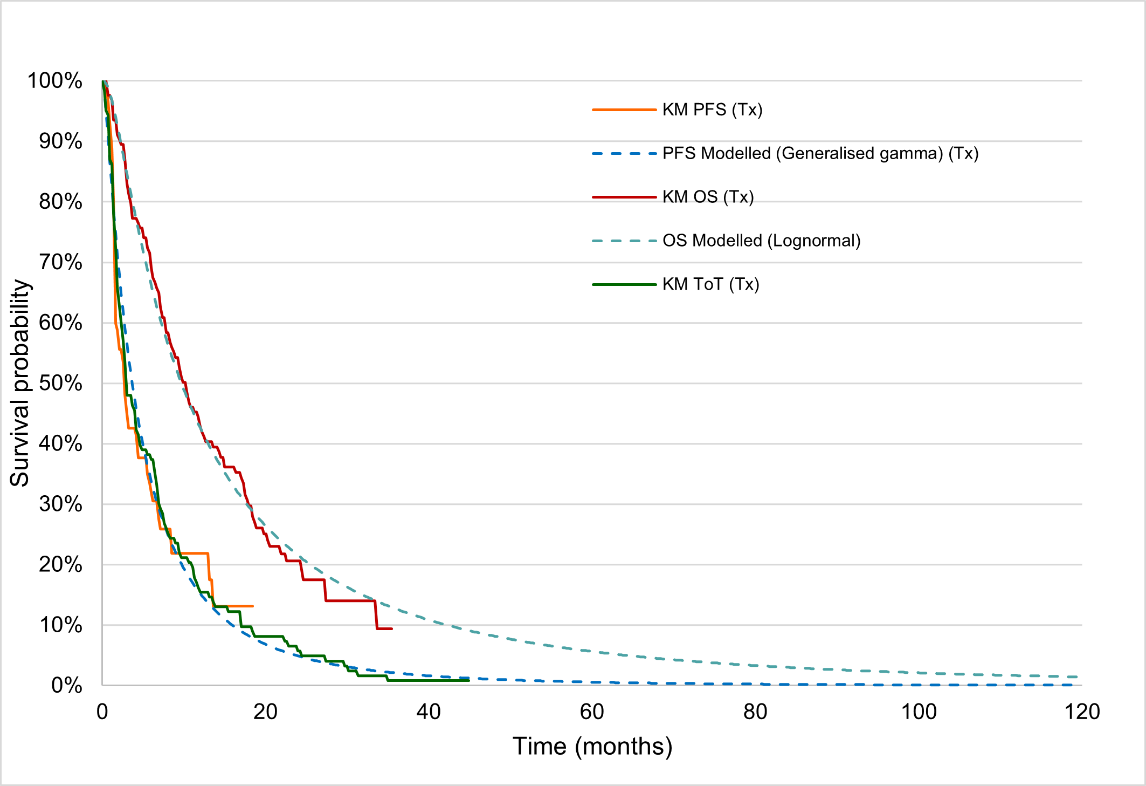 100%
90%
80%
70%
60%
50%
40%
30%
20%
10%
0%
Survival probability
KM PFS (Tx)
PFS Modelled (Generalised gamma) (Tx)
KM OS (Tx)
OS Modelled (Lognormal)
KM ToT (Tx)
0 20 40 60 80 100 120
Time (months)